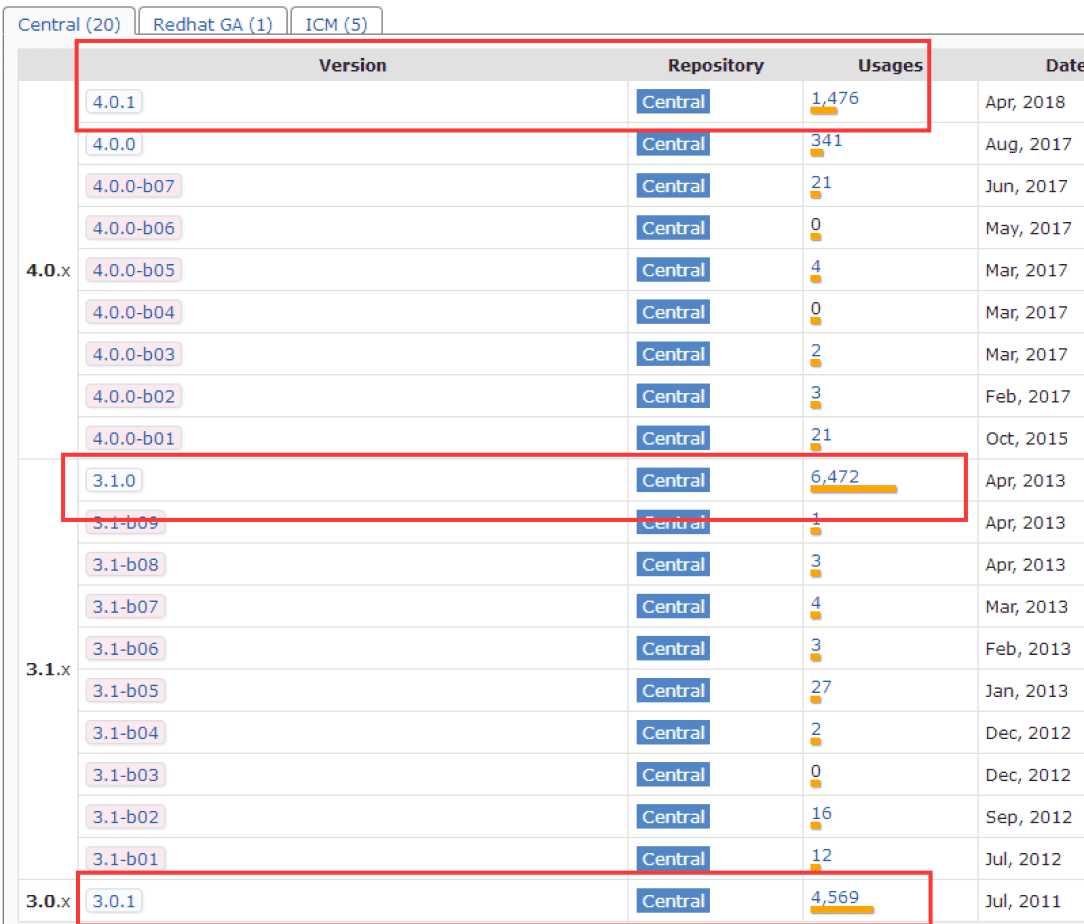 Central (20) Redhat GA (1) ICM (5)
Version Repository Usages Date
4.0.1 Central 1,476 Apr, 2018
4.0.0 Central 341 Aug, 2017
4.0.0-b07 Central 21 Jun, 2017
4.0.0-b06 Central 0 May, 2017
4.0.x 4.0.0-b05 Central 4 Mar, 2017
4.0.0-b04 Central 0 Mar, 2017
4.0.0-b03 Central 2 Mar, 2017
4.0.0-b02 Central 3 Feb, 2017
4.0.0-b01 Central 21 Oct, 2015
3.1.0 Central 6,472 Apr, 2013
3.1-b09 Central 1 Apr, 2013
3.1-b08 Central 3 Apr, 2013
3.1-b07 Central 4 Mar, 2013
3.1-b06 Central 3 Feb, 2013
3.1.x
3.1-b05 Central 27 Jan, 2013
3.1-b04 Central 2 Dec, 2012
3.1-b03 Central 0 Dec, 2012
3.1-b02 Central 16 Sep, 2012
3.1-b01 Central 12 Jul, 2012
3.0.x 3.0.1 Central 4,569 Jul, 2011